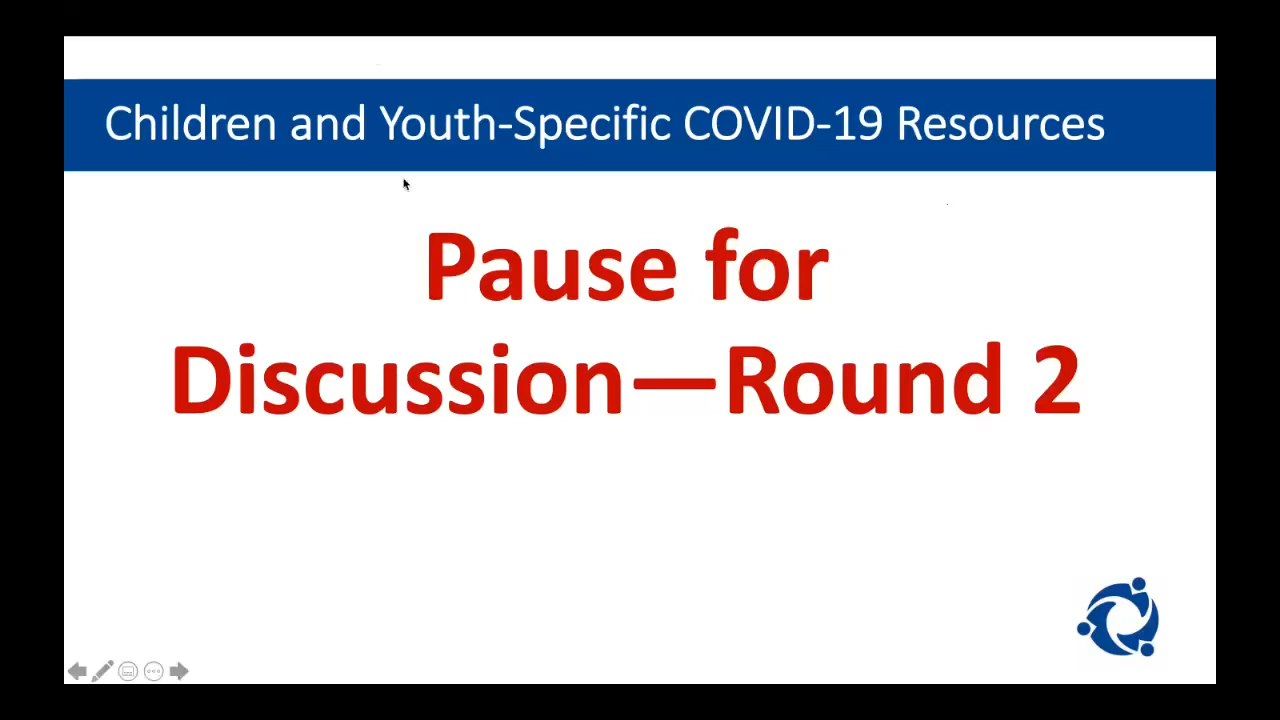 Children and Youth-Specific COVID-19 Resources
Pause for
Discussion—Round 2